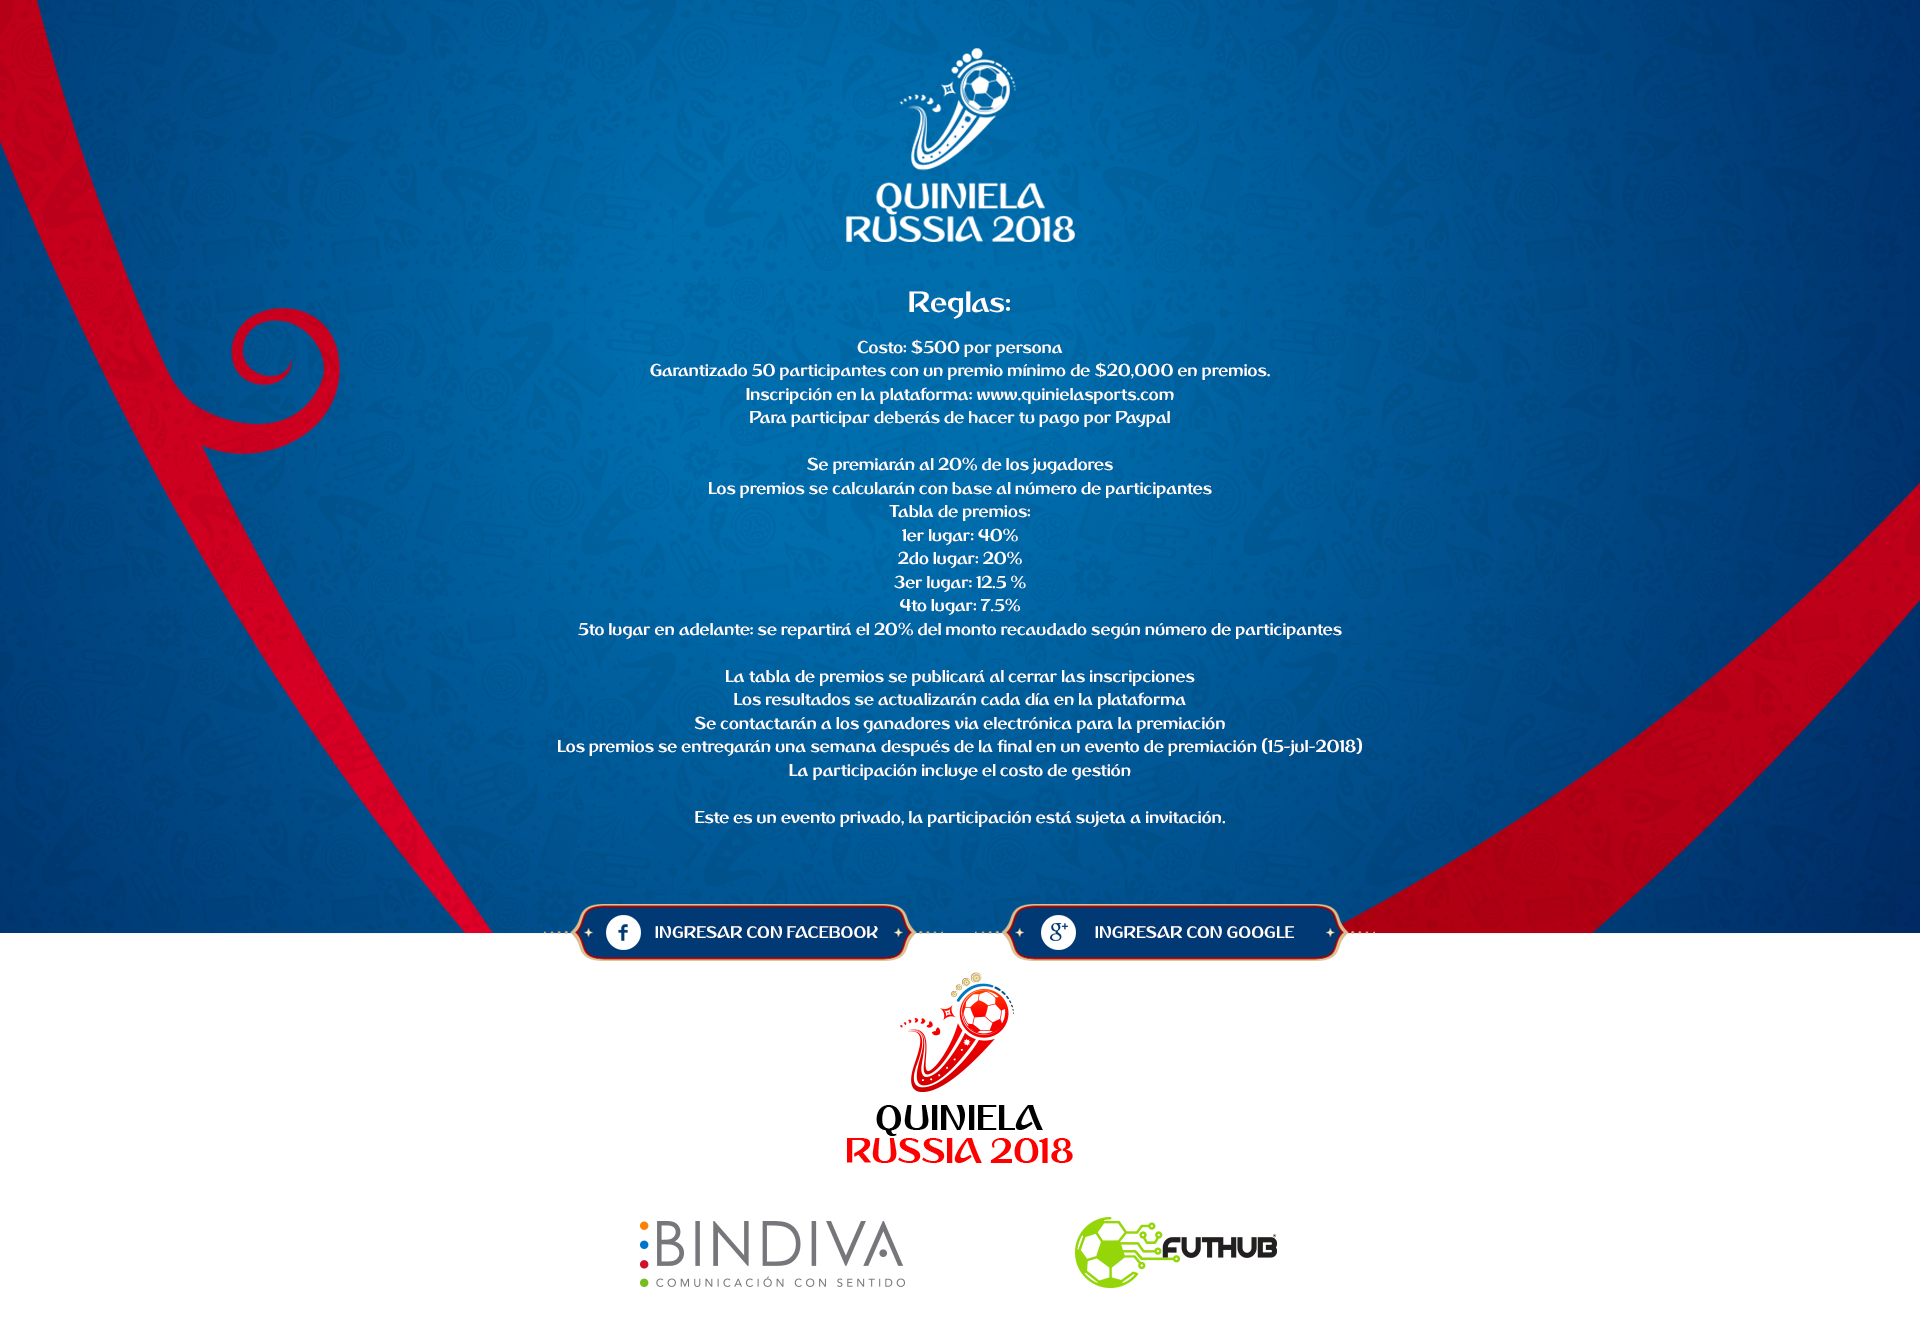 QUINIELA
RUSSIA 2018
Reglas:
Costo: $500 por persona
Garantizado 50 participantes con un premio mínimo de $20,000 en premios.
Inscripción en la plataforma: www.quinielasports.com
Para participar deberás de hacer tu pago por Paypal
Se premiarán al 20% de los jugadores
Los premios se calcularán con base al número de participantes
Tabla de premios:
1er lugar: 40%
2do lugar: 20%
3er lugar: 12.5 %
4to lugar: 7.5%
5to lugar en adelante: se repartirá el 20% del monto recaudado según número de participantes
La tabla de premios se publicará al cerrar las inscripciones
Los resultados se actualizarán cada día en la plataforma
Se contactarán a los ganadores via electrónica para la premiación
Los premios se entregarán una semana después de la final en un evento de premiación (15-jul-2018)
La participación incluye el costo de gestión
Este es un evento privado, la participación está sujeta a invitación.
f INGRESAR CON FACEBOOK
g+ INGRESAR CON GOOGLE
QUINIELA
RUSSIA 2018
BINDIVA
COMUNICACIÓN CON SENTIDO
FUTHUB